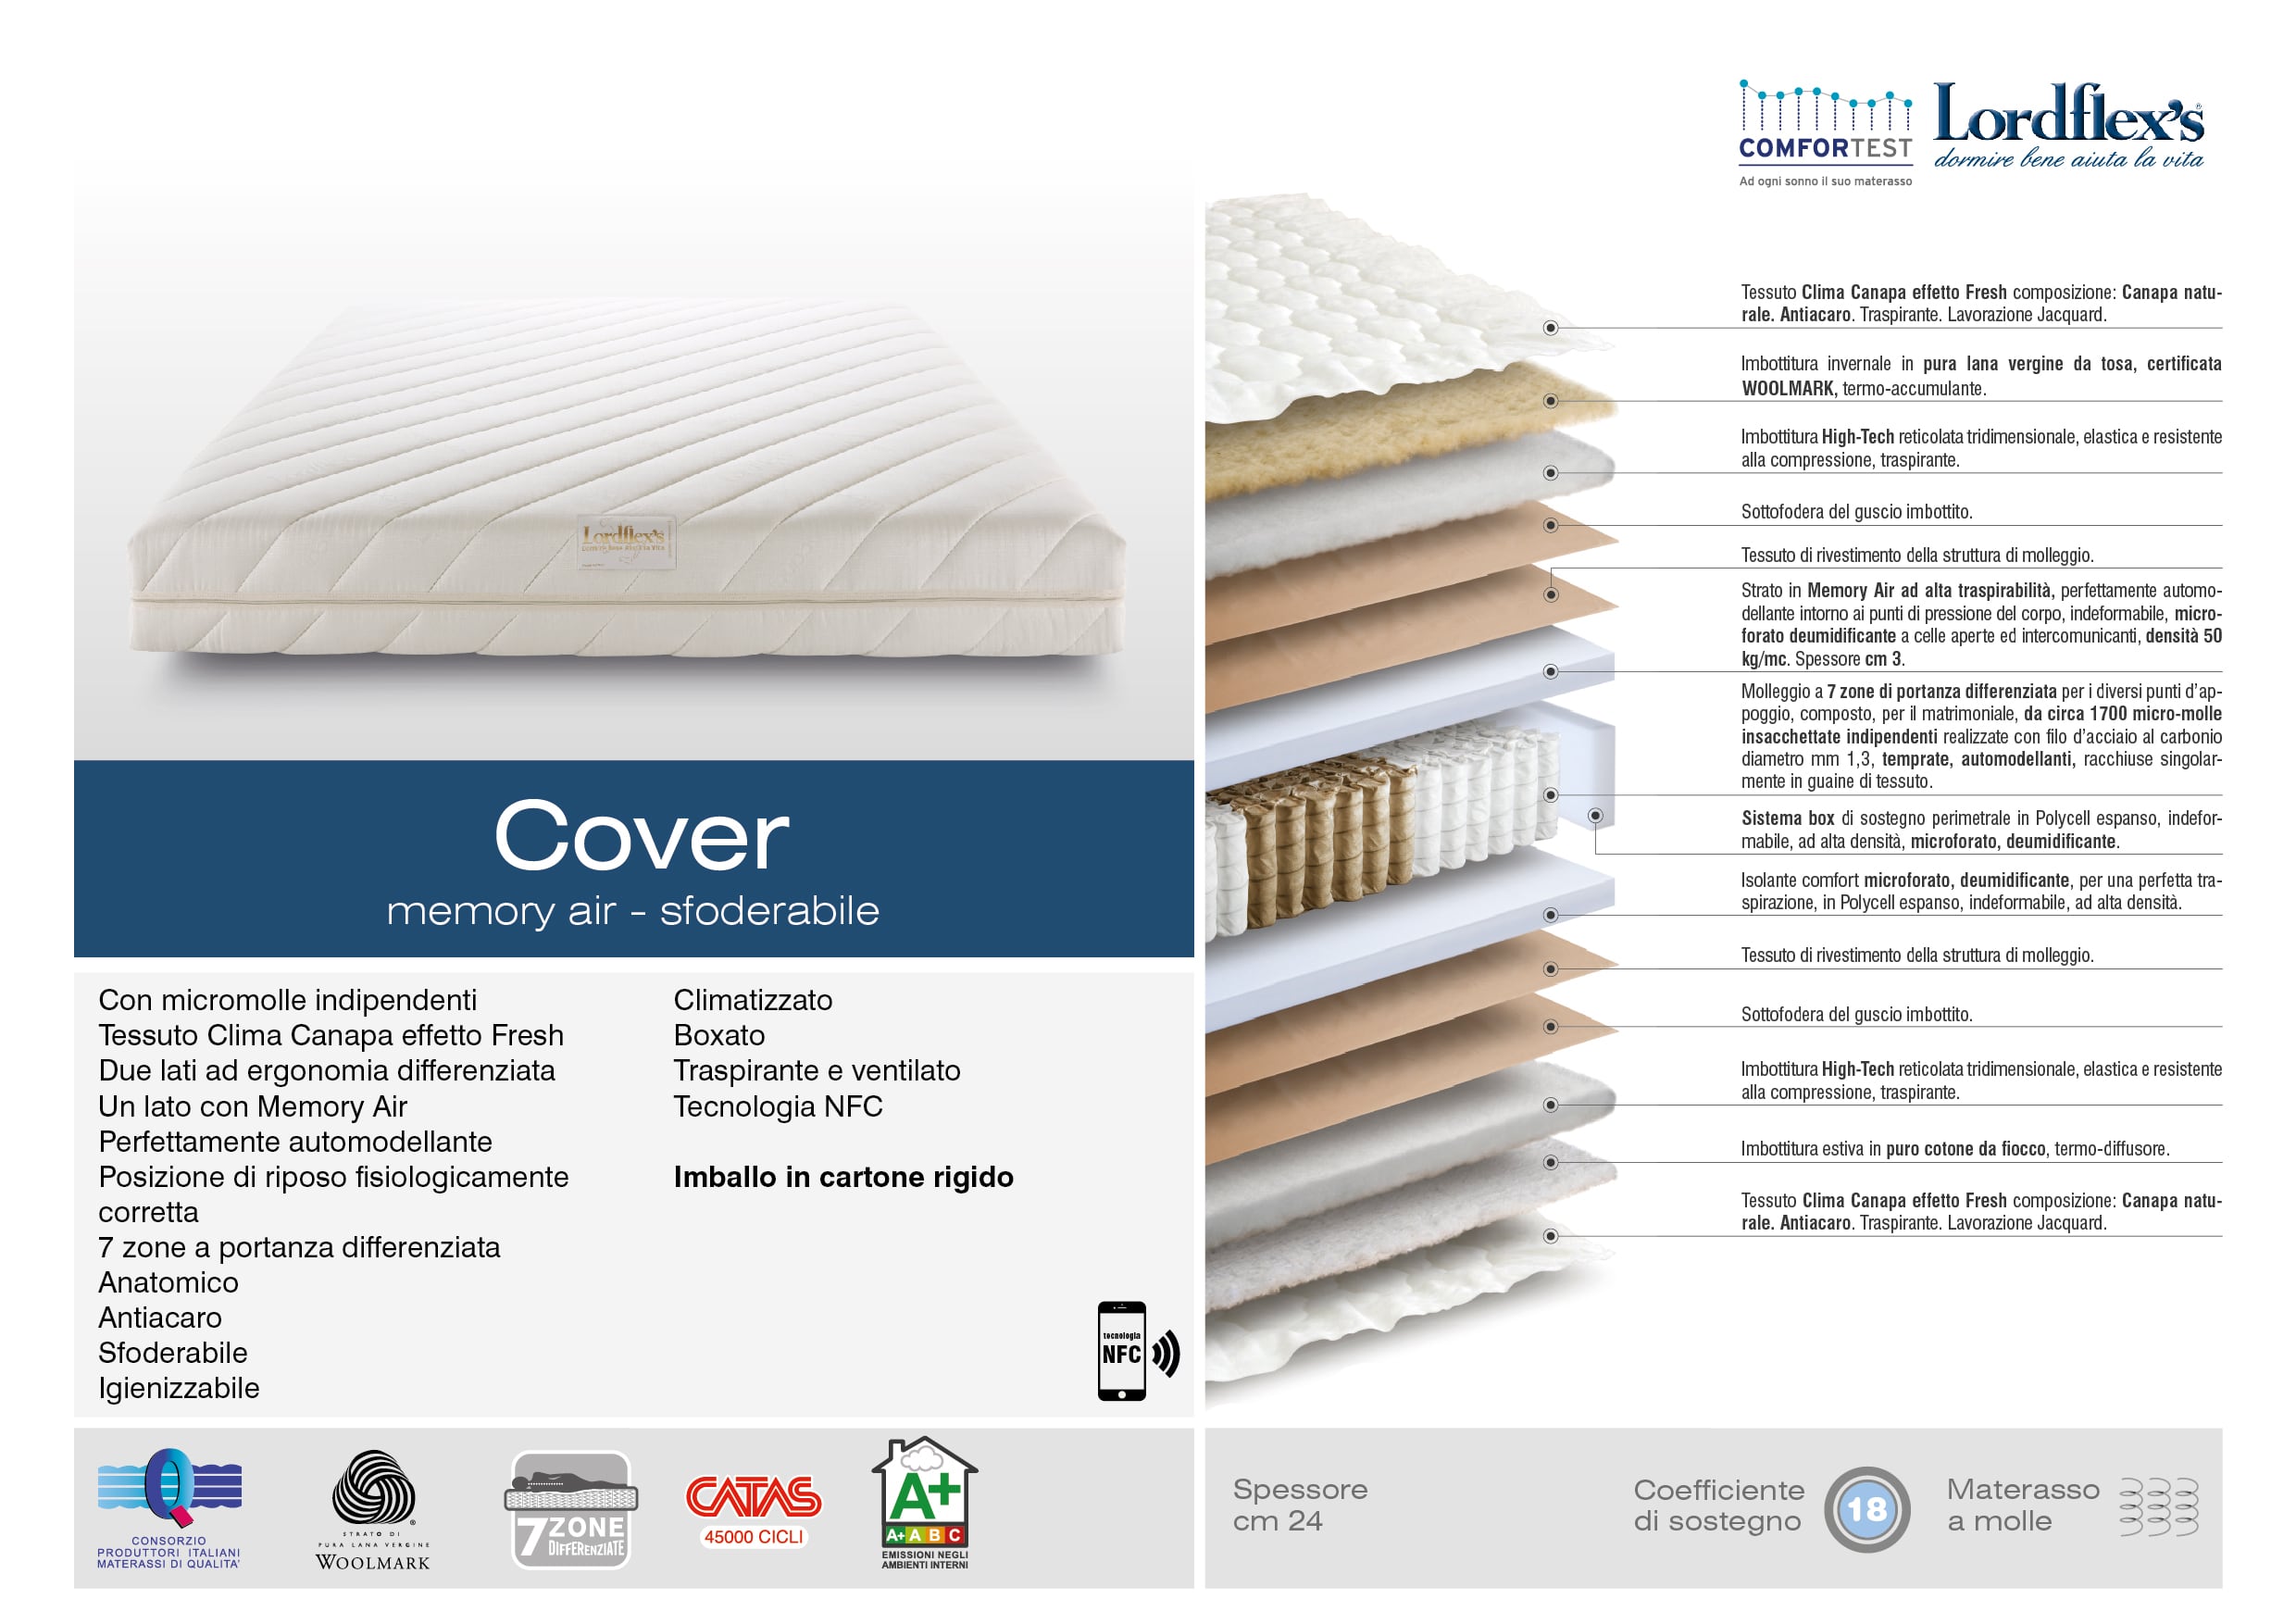 COMFORTEST
Ad ogni sonno il suo materasso
Lordflex's
dormire bene aiuta la vita
Lordflex's
Cover
memory air - sfoderabile
Con micromolle indipendenti
Tessuto Clima Canapa effetto Fresh
Due lati ad ergonomia differenziata
Un lato con Memory Air
Perfettamente automodellante
Posizione di riposo fisiologicamente
corretta
7 zone a portanza differenziata
Anatomico
Antiacaro
Sfoderabile
Igienizzabile
Climatizzato
Boxato
Traspirante e ventilato
Tecnologia NFC
Imballo in cartone rigido
tecnologia
NFC
Tessuto Clima Canapa effetto Fresh composizione: Canapa natu-
rale. Antiacaro. Traspirante. Lavorazione Jacquard.
Imbottitura invernale in pura lana vergine da tosa, certificata
WOOLMARK, termo-accumulante.
Imbottitura High-Tech reticolata tridimensionale, elastica e resistente
alla compressione, traspirante.
Sottofodera del guscio imbottito.
Tessuto di rivestimento della struttura di molleggio.
Strato in Memory Air ad alta traspirabilità, perfettamente automo-
dellante intorno ai punti di pressione del corpo, indeformabile, micro-
forato deumidificante a celle aperte ed intercomunicanti, densità 50
kg/mc. Spessore cm 3.
Molleggio a 7 zone di portanza differenziata per i diversi punti d'ap-
poggio, composto, per il matrimoniale, da circa 1700 micro-molle
insacchettate indipendenti realizzate con filo d'acciaio al carbonio
diametro mm 1,3, temprate, automodellanti, racchiuse singolar-
mente in guaine di tessuto.
Sistema box di sostegno perimetrale in Polycell espanso, indefor-
mabile, ad alta densità, microforato, deumidificante.
Isolante comfort microforato, deumidificante, per una perfetta tra-
spirazione, in Polycell espanso, indeformabile, ad alta densità.
Tessuto di rivestimento della struttura di molleggio.
Sottofodera del guscio imbottito.
Imbottitura High-Tech reticolata tridimensionale, elastica e resistente
alla compressione, traspirante.
Imbottitura estiva in puro cotone da fiocco, termo-diffusore.
Tessuto Clima Canapa effetto Fresh composizione: Canapa natu-
rale. Antiacaro. Traspirante. Lavorazione Jacquard.
Q
CONSORZIO
PRODUTTORI ITALIANI
MATERASSI DI QUALITA'
STRATO DI
PURA LANA VERGINE
WOOLMARK
7 ZONE
DIFFERENZIATE
CATAS
45000 CICLI
A+
A+ A B C
EMISSIONI NEGLI
AMBIENTI INTERNI
Spessore
cm 24
Coefficiente
di sostegno
18
Materasso
a molle